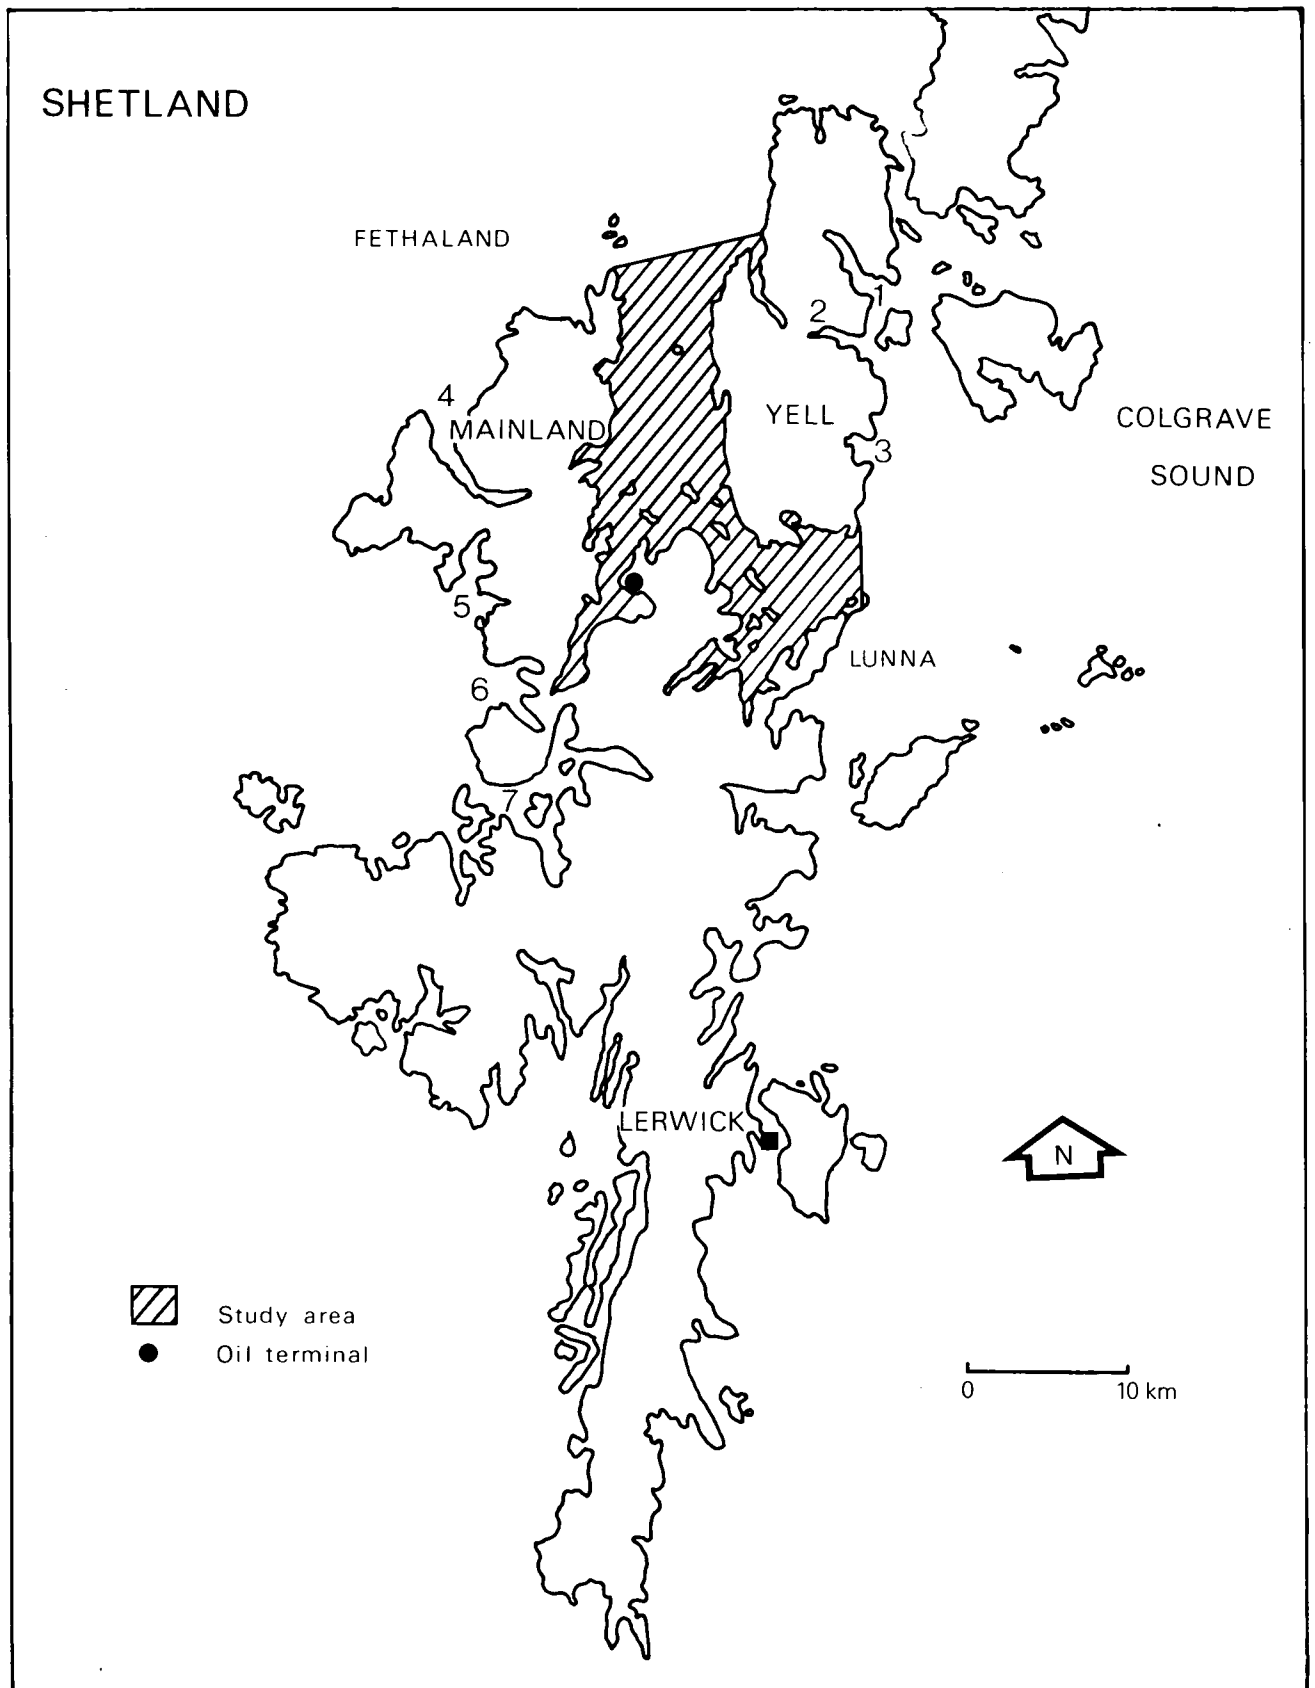 SHETLAND
FETHALAND
1
2
4
MAINLAND
YELL
COLGRAVE
SOUND
3
5
LUNNA
6
7
LERWICK
N
Study area
Oil terminal
0 10 km